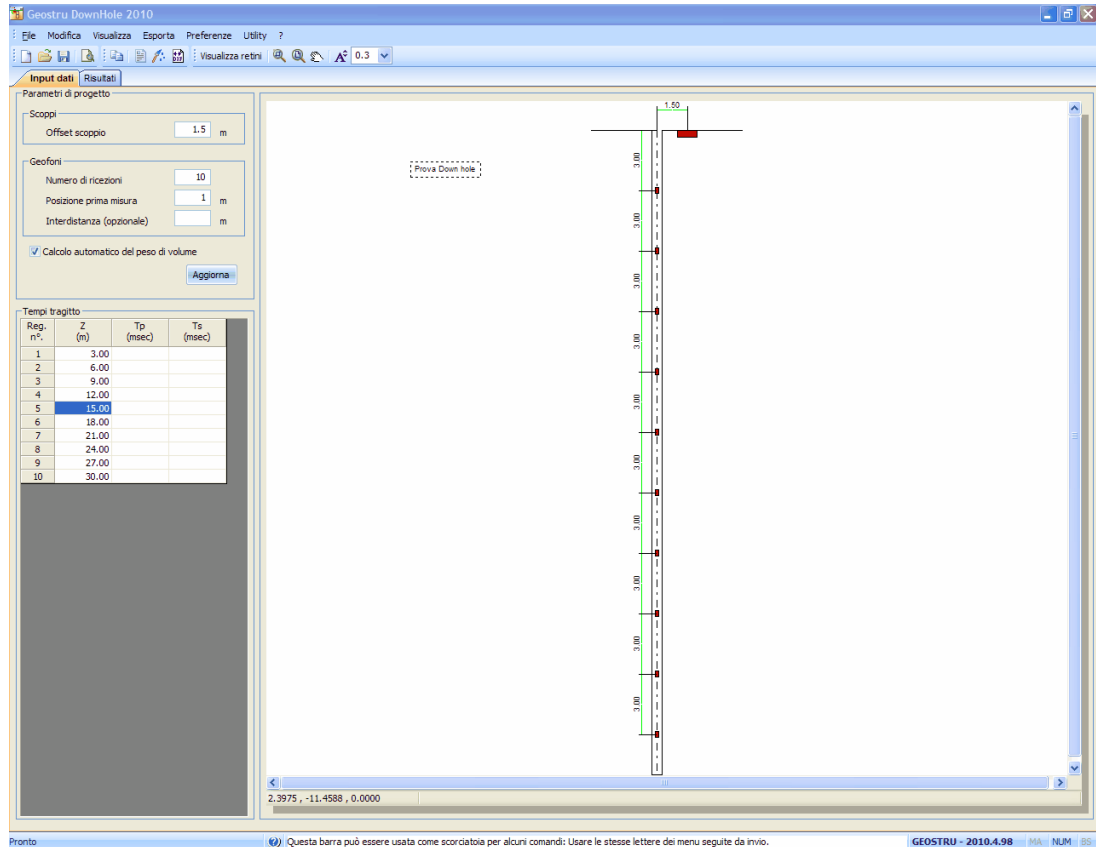 Geostru DownHole 2010
File Modifica Visualizza Esporta Preferenze Utility ?
Visualizza retini 0.3
Input dati Risultati
Parametri di progetto
Scoppi
Offset scoppio 1.5 m
Geofoni
Numero di ricezioni 10
Posizione prima misura 1 m
Interdistanza (opzionale) m
Calcolo automatico del peso di volume
Aggiorna
Tempi tragitto
Reg. n°. Z (m) Tp (msec) Ts (msec)
1 3.00
2 6.00
3 9.00
4 12.00
5 15.00
6 18.00
7 21.00
8 24.00
9 27.00
10 30.00
1.50
Prova Down hole
3.00
3.00
3.00
3.00
3.00
3.00
3.00
3.00
3.00
3.00
2.3975 , -11.4588 , 0.0000
Pronto
Questa barra può essere usata come scorciatoia per alcuni comandi: Usare le stesse lettere dei menu seguite da invio.
GEOSTRU - 2010.4.98 MA NUM BS